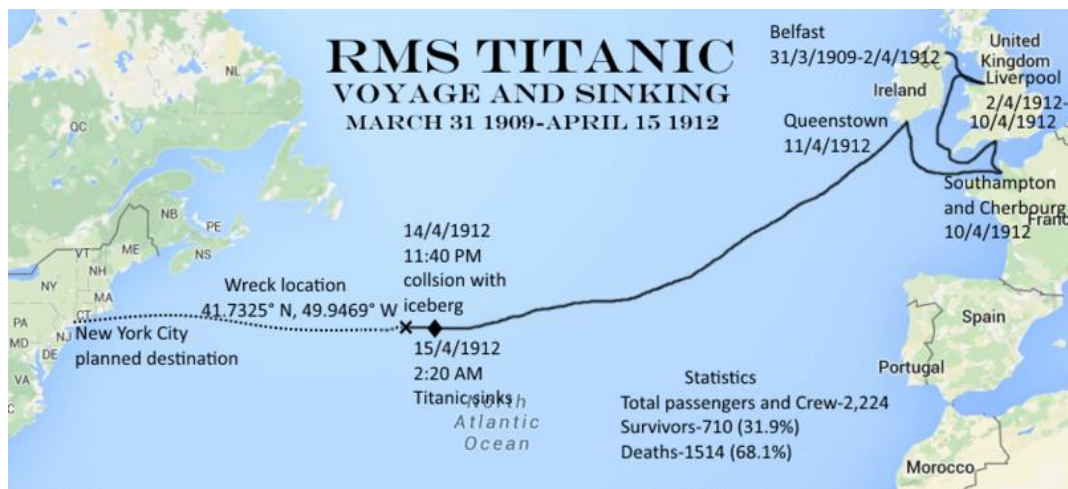 RMS TITANIC
VOYAGE AND SINKING
MARCH 31 1909-APRIL 15 1912
Belfast
31/3/1909-2/4/1912
United
Kingdom
Liverpool
2/4/1912-
10/4/1912
Ireland
Queenstown
11/4/1912
Southampton
and Cherbourg
10/4/1912
Franc
NL
QC
NB
PE
NS
ME
VT
NH
NY
MA
CT
PA
NJ
MD
DE
VA
C
14/4/1912
11:40 PM
collsion with
iceberg
Wreck location
41.7325° N, 49.9469° W
New York City
planned destination
15/4/1912
2:20 AM
Titanic sinks
North
Atlantic
Ocean
Spain
Portugal
Morocco
Statistics
Total passengers and Crew-2,224
Survivors-710 (31.9%)
Deaths-1514 (68.1%)